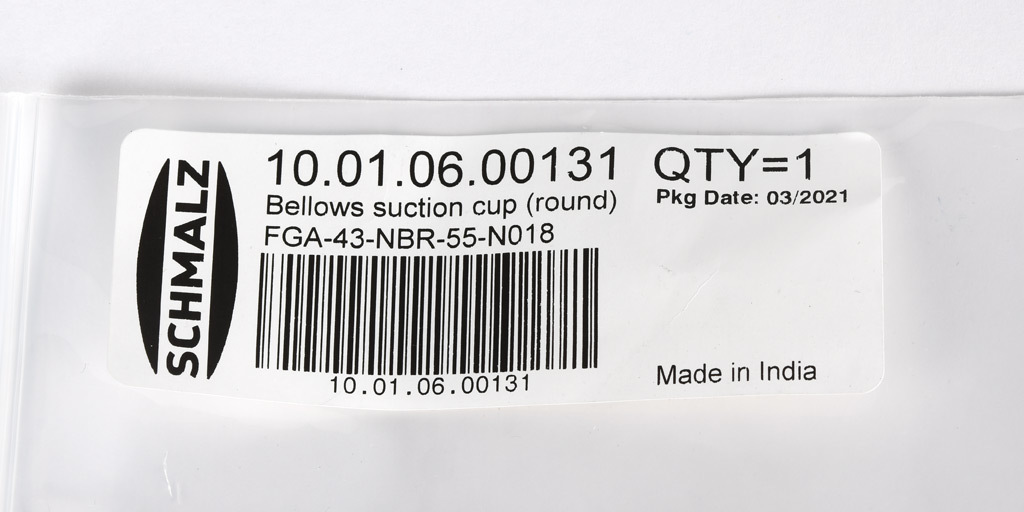 SCHMALZ
10.01.06.00131
Bellows suction cup (round)
FGA-43-NBR-55-N018
10.01.06.00131
QTY=1
Pkg Date: 03/2021
Made in India